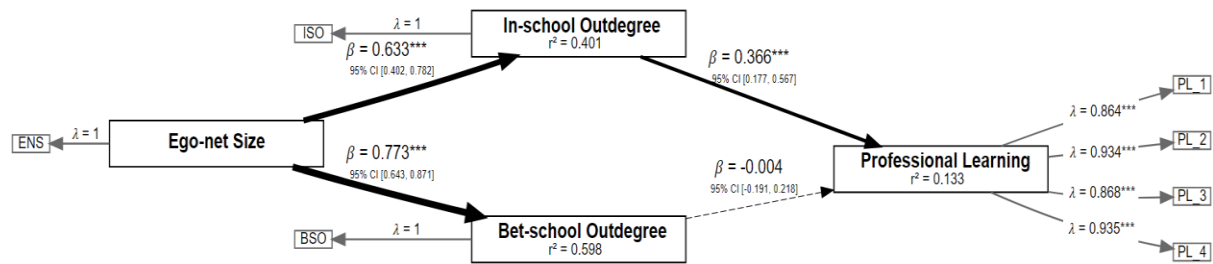 ISO
λ = 1
In-school Outdegree
r² = 0.401
β = 0.633***
95% CI [0.402, 0.782]
β = 0.366***
95% CI [0.177, 0.567]
ENS
λ = 1
Ego-net Size
β = 0.773***
95% CI [0.643, 0.871]
β = -0.004
95% CI [-0.191, 0.218]
Professional Learning
r² = 0.133
λ = 0.864***
PL_1
λ = 0.934***
PL_2
λ = 0.868***
PL_3
λ = 0.935***
PL_4
BSO
λ = 1
Bet-school Outdegree
r² = 0.598